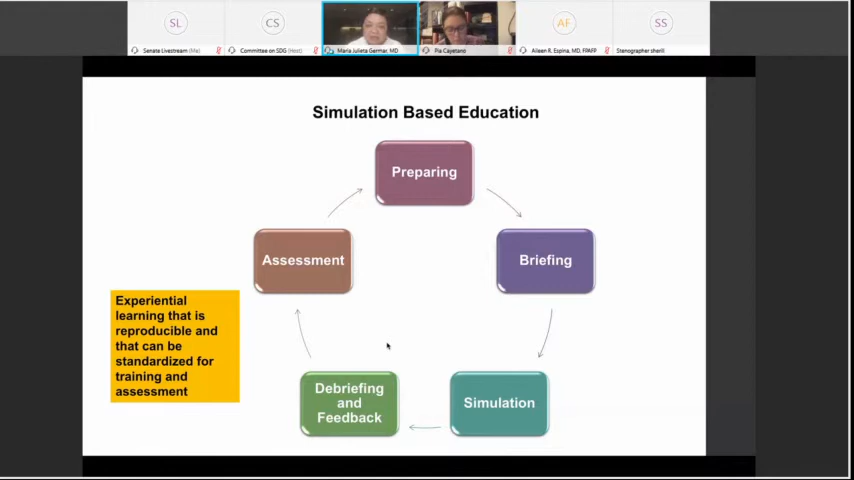 SL
CS
AF
SS
Senate Livestream (Me)
Committee on SDG (Host)
Maria Julieta Germar, MD
Pia Cayetano
Aileen R. Espina, MD, FPAFP
Stenographer sherill
Simulation Based Education
Preparing
Assessment
Briefing
Experiential
learning that is
reproducible and
that can be
standardized for
training and
assessment
Debriefing
and
Feedback
Simulation